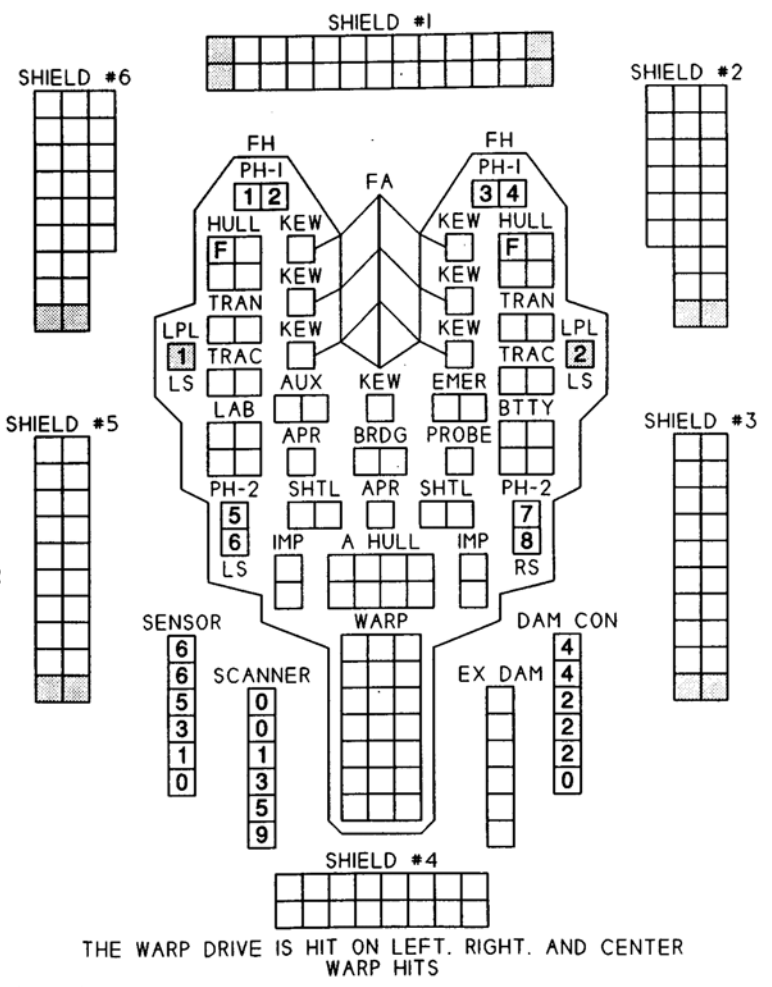 SHIELD #1
SHIELD #6
SHIELD #2
FH
FH
PH-1
PH-1
1 2
FA
3 4
HULL
KEW
KEW
HULL
F
F
KEW
KEW
TRAN
TRAN
LPL
KEW
KEW
LPL
1
TRAC
TRAC
2
LS
LS
AUX
KEW
EMER
LAB
BTTY
SHIELD #5
SHIELD #3
APR
BRDG
PROBE
PH-2
SHTL
APR
SHTL
PH-2
5
7
6
8
IMP
A HULL
IMP
LS
RS
SENSOR
WARP
DAM CON
6
6
5
3
1
0
SCANNER
0
0
1
3
5
9
EX DAM
4
4
2
2
2
0
SHIELD #4
THE WARP DRIVE IS HIT ON LEFT, RIGHT, AND CENTER
WARP HITS